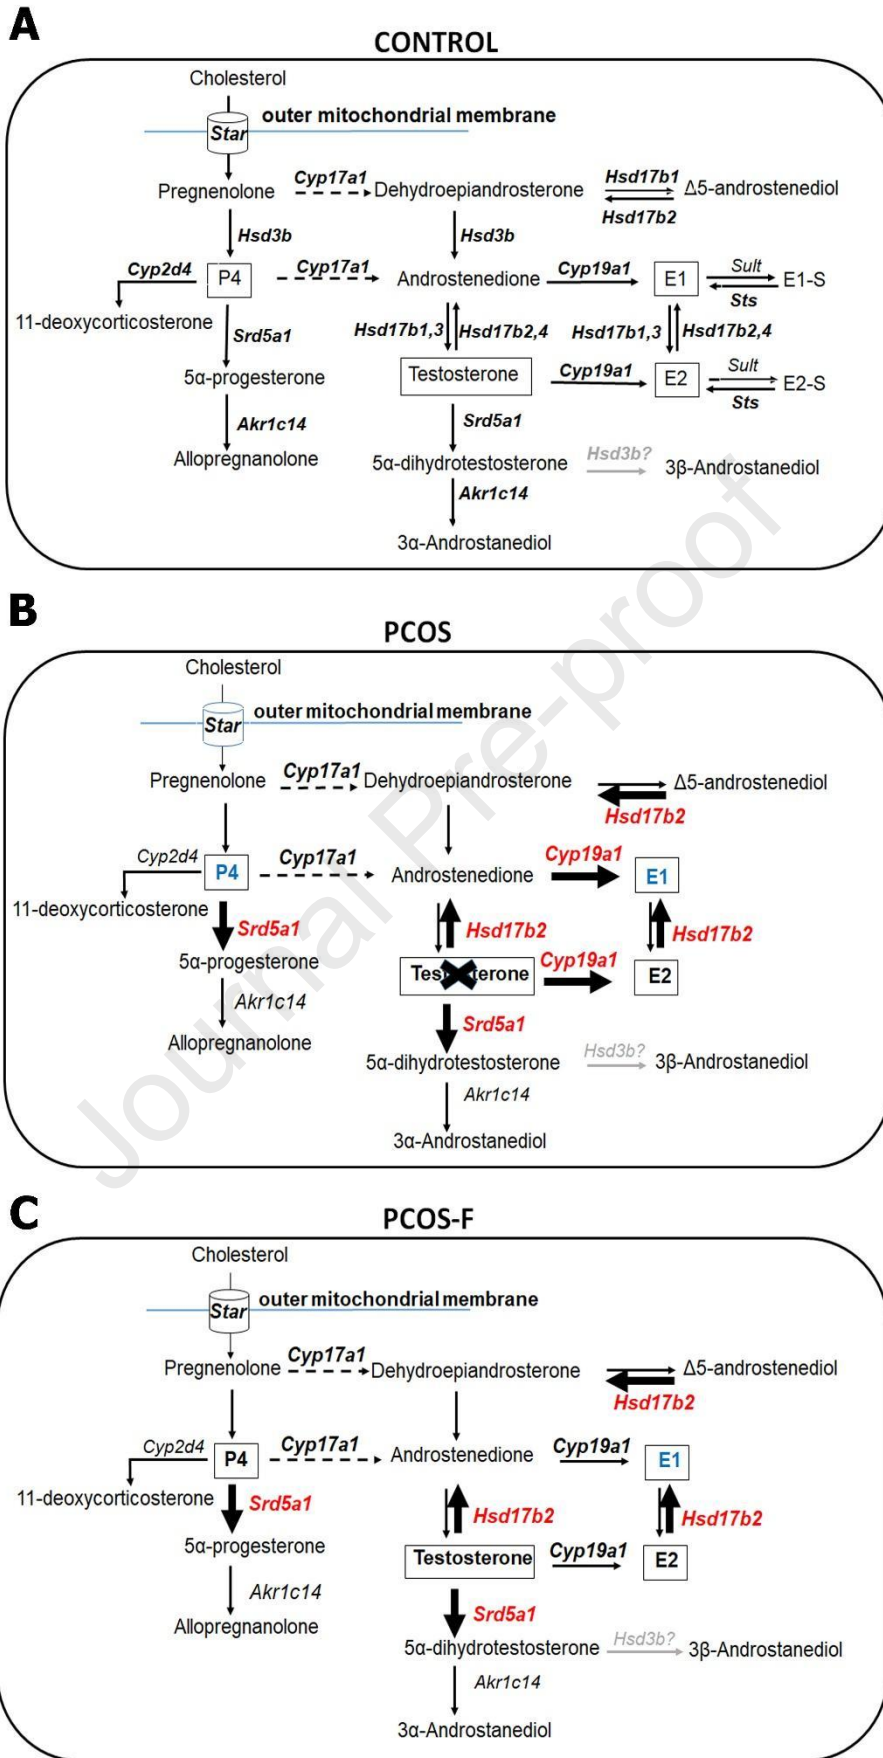 A
CONTROL
Cholesterol
outer mitochondrial membrane
Star
Pregnenolone
Cyp17a1
Dehydroepiandrosterone
Hsd17b1
Hsd17b2
Δ5-androstenediol
Hsd3b
Hsd3b
Cyp2d4
P4
Cyp17a1
Androstenedione
Cyp19a1
E1
Sult
Sts
E1-S
11-deoxycorticosterone
Srd5a1
Hsd17b1,3
Hsd17b2,4
Hsd17b1,3
Hsd17b2,4
5α-progesterone
Testosterone
Cyp19a1
E2
Sult
Sts
E2-S
Akr1c14
Srd5a1
Allopregnanolone
5α-dihydrotestosterone
Hsd3b?
3β-Androstanediol
Akr1c14
3α-Androstanediol
B
PCOS
Cholesterol
outer mitochondrial membrane
Star
Pregnenolone
Cyp17a1
Dehydroepiandrosterone
Δ5-androstenediol
Hsd17b2
Cyp2d4
P4
Cyp17a1
Androstenedione
Cyp19a1
E1
11-deoxycorticosterone
Srd5a1
Hsd17b2
Hsd17b2
5α-progesterone
Testosterone
Cyp19a1
E2
Akr1c14
Srd5a1
Allopregnanolone
5α-dihydrotestosterone
Hsd3b?
3β-Androstanediol
Akr1c14
3α-Androstanediol
C
PCOS-F
Cholesterol
outer mitochondrial membrane
Star
Pregnenolone
Cyp17a1
Dehydroepiandrosterone
Δ5-androstenediol
Hsd17b2
Cyp2d4
P4
Cyp17a1
Androstenedione
Cyp19a1
E1
11-deoxycorticosterone
Srd5a1
Hsd17b2
Hsd17b2
5α-progesterone
Testosterone
Cyp19a1
E2
Akr1c14
Srd5a1
Allopregnanolone
5α-dihydrotestosterone
Hsd3b?
3β-Androstanediol
Akr1c14
3α-Androstanediol
Journal Pre-proof